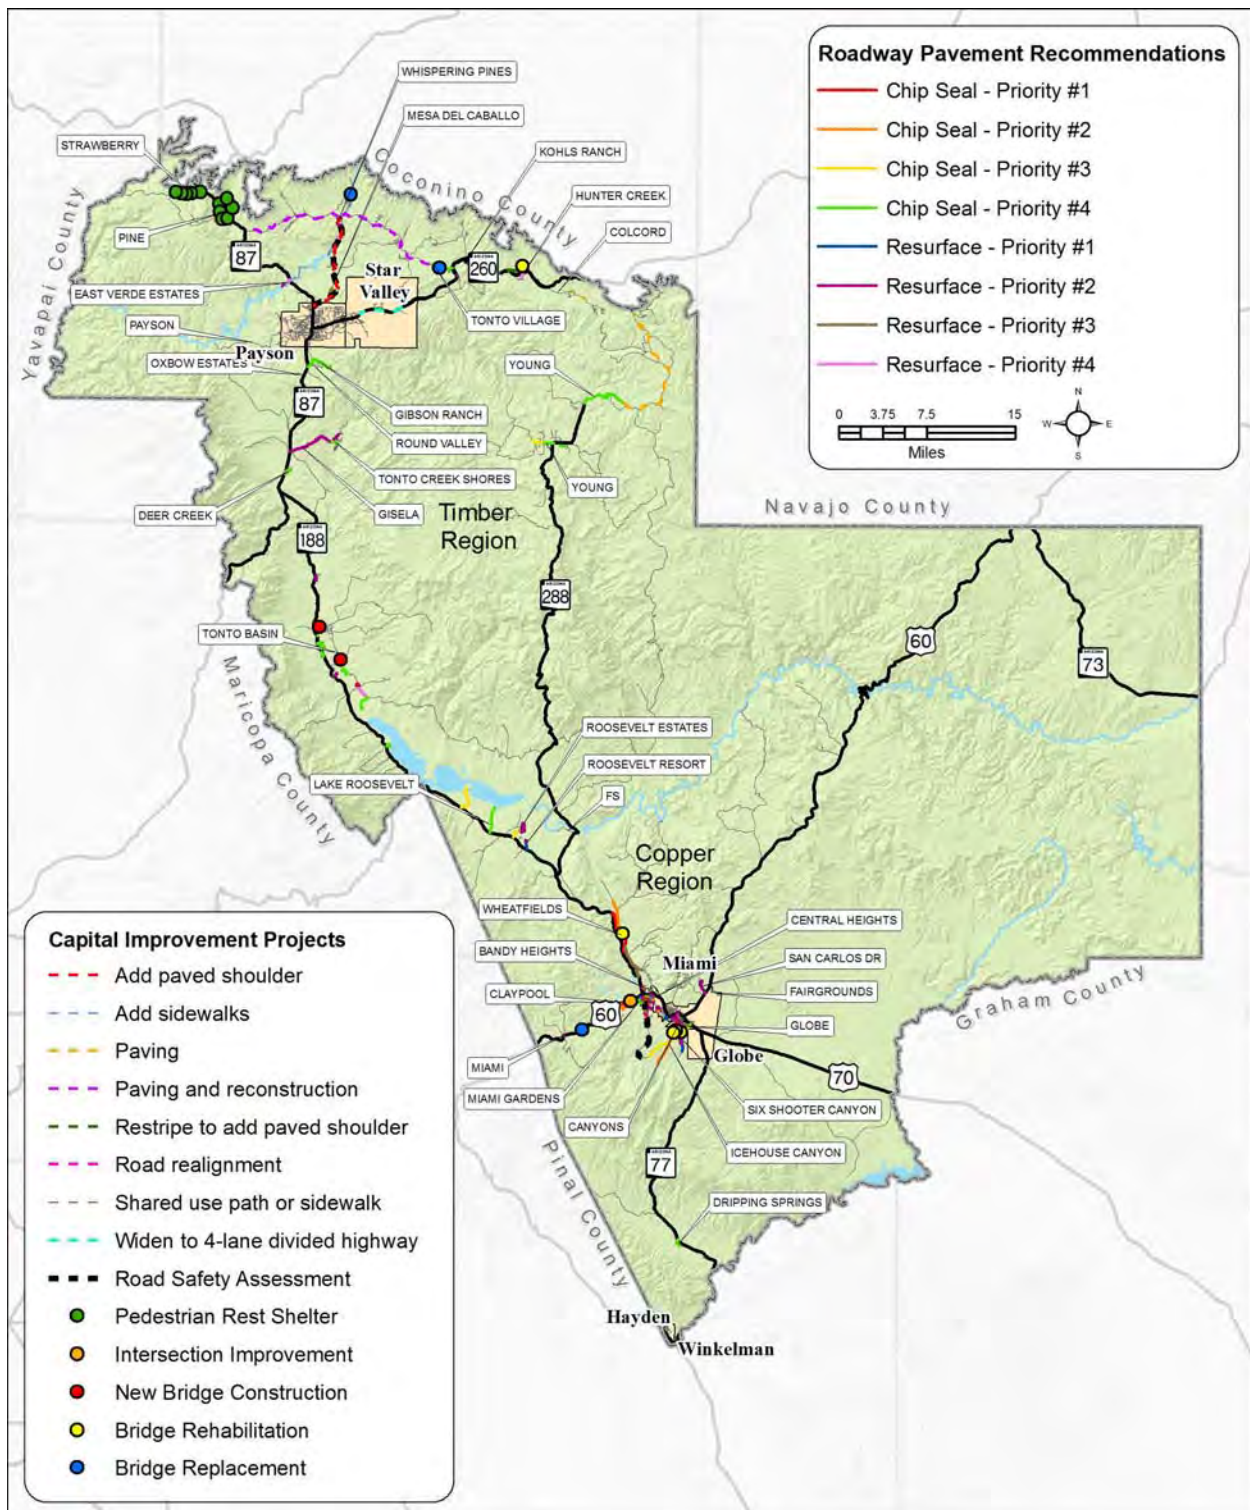 Roadway Pavement Recommendations
Chip Seal - Priority #1
Chip Seal - Priority #2
Chip Seal - Priority #3
Chip Seal - Priority #4
Resurface - Priority #1
Resurface - Priority #2
Resurface - Priority #3
Resurface - Priority #4
N
W E
S
0 3.75 7.5 15
Miles
WHISPERING PINES
MESA DEL CABALLO
STRAWBERRY
Coconino County
KOHLS RANCH
HUNTER CREEK
COLCORD
PINE
Yavapai County
ARIZONA
87
Star
Valley
ARIZONA
260
EAST VERDE ESTATES
TONTO VILLAGE
PAYSON
Payson
OXBOW ESTATES
YOUNG
ARIZONA
87
GIBSON RANCH
ROUND VALLEY
TONTO CREEK SHORES
YOUNG
DEER CREEK
GISELA
Timber
Region
Navajo County
ARIZONA
188
ARIZONA
288
TONTO BASIN
60
ARIZONA
73
Maricopa County
ROOSEVELT ESTATES
ROOSEVELT RESORT
LAKE ROOSEVELT
FS
Copper
Region
WHEATFIELDS
CENTRAL HEIGHTS
BANDY HEIGHTS
Miami
SAN CARLOS DR
CLAYPOOL
FAIRGROUNDS
Graham County
60
GLOBE
MIAMI
Globe
MIAMI GARDENS
70
SIX SHOOTER CANYON
CANYONS
ICEHOUSE CANYON
Pinal County
ARIZONA
77
DRIPPING SPRINGS
Hayden
Winkelman
Capital Improvement Projects
Add paved shoulder
Add sidewalks
Paving
Paving and reconstruction
Restripe to add paved shoulder
Road realignment
Shared use path or sidewalk
Widen to 4-lane divided highway
Road Safety Assessment
Pedestrian Rest Shelter
Intersection Improvement
New Bridge Construction
Bridge Rehabilitation
Bridge Replacement